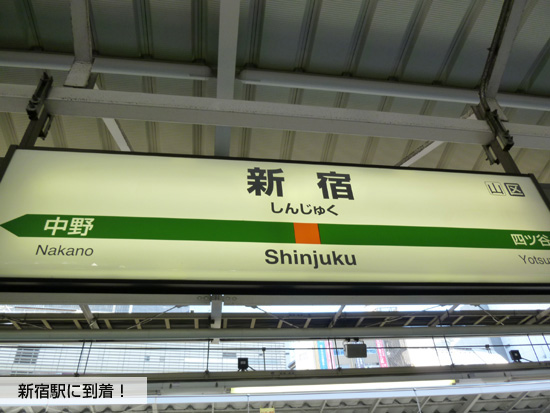 新宿
しんじゅく
山 区
中野
Nakano
Shinjuku
四ツ谷
Yotsu
新宿駅に到着！